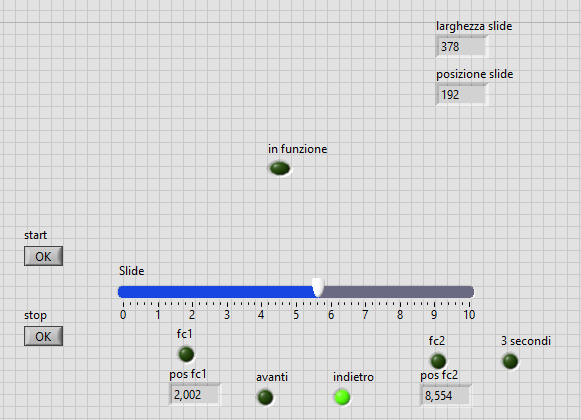 larghezza slide
378
posizione slide
192
in funzione
start
OK
Slide
0 1 2 3 4 5 6 7 8 9 10
stop
OK
fc1
fc2
3 secondi
pos fc1
avanti
indietro
pos fc2
2,002
8,554